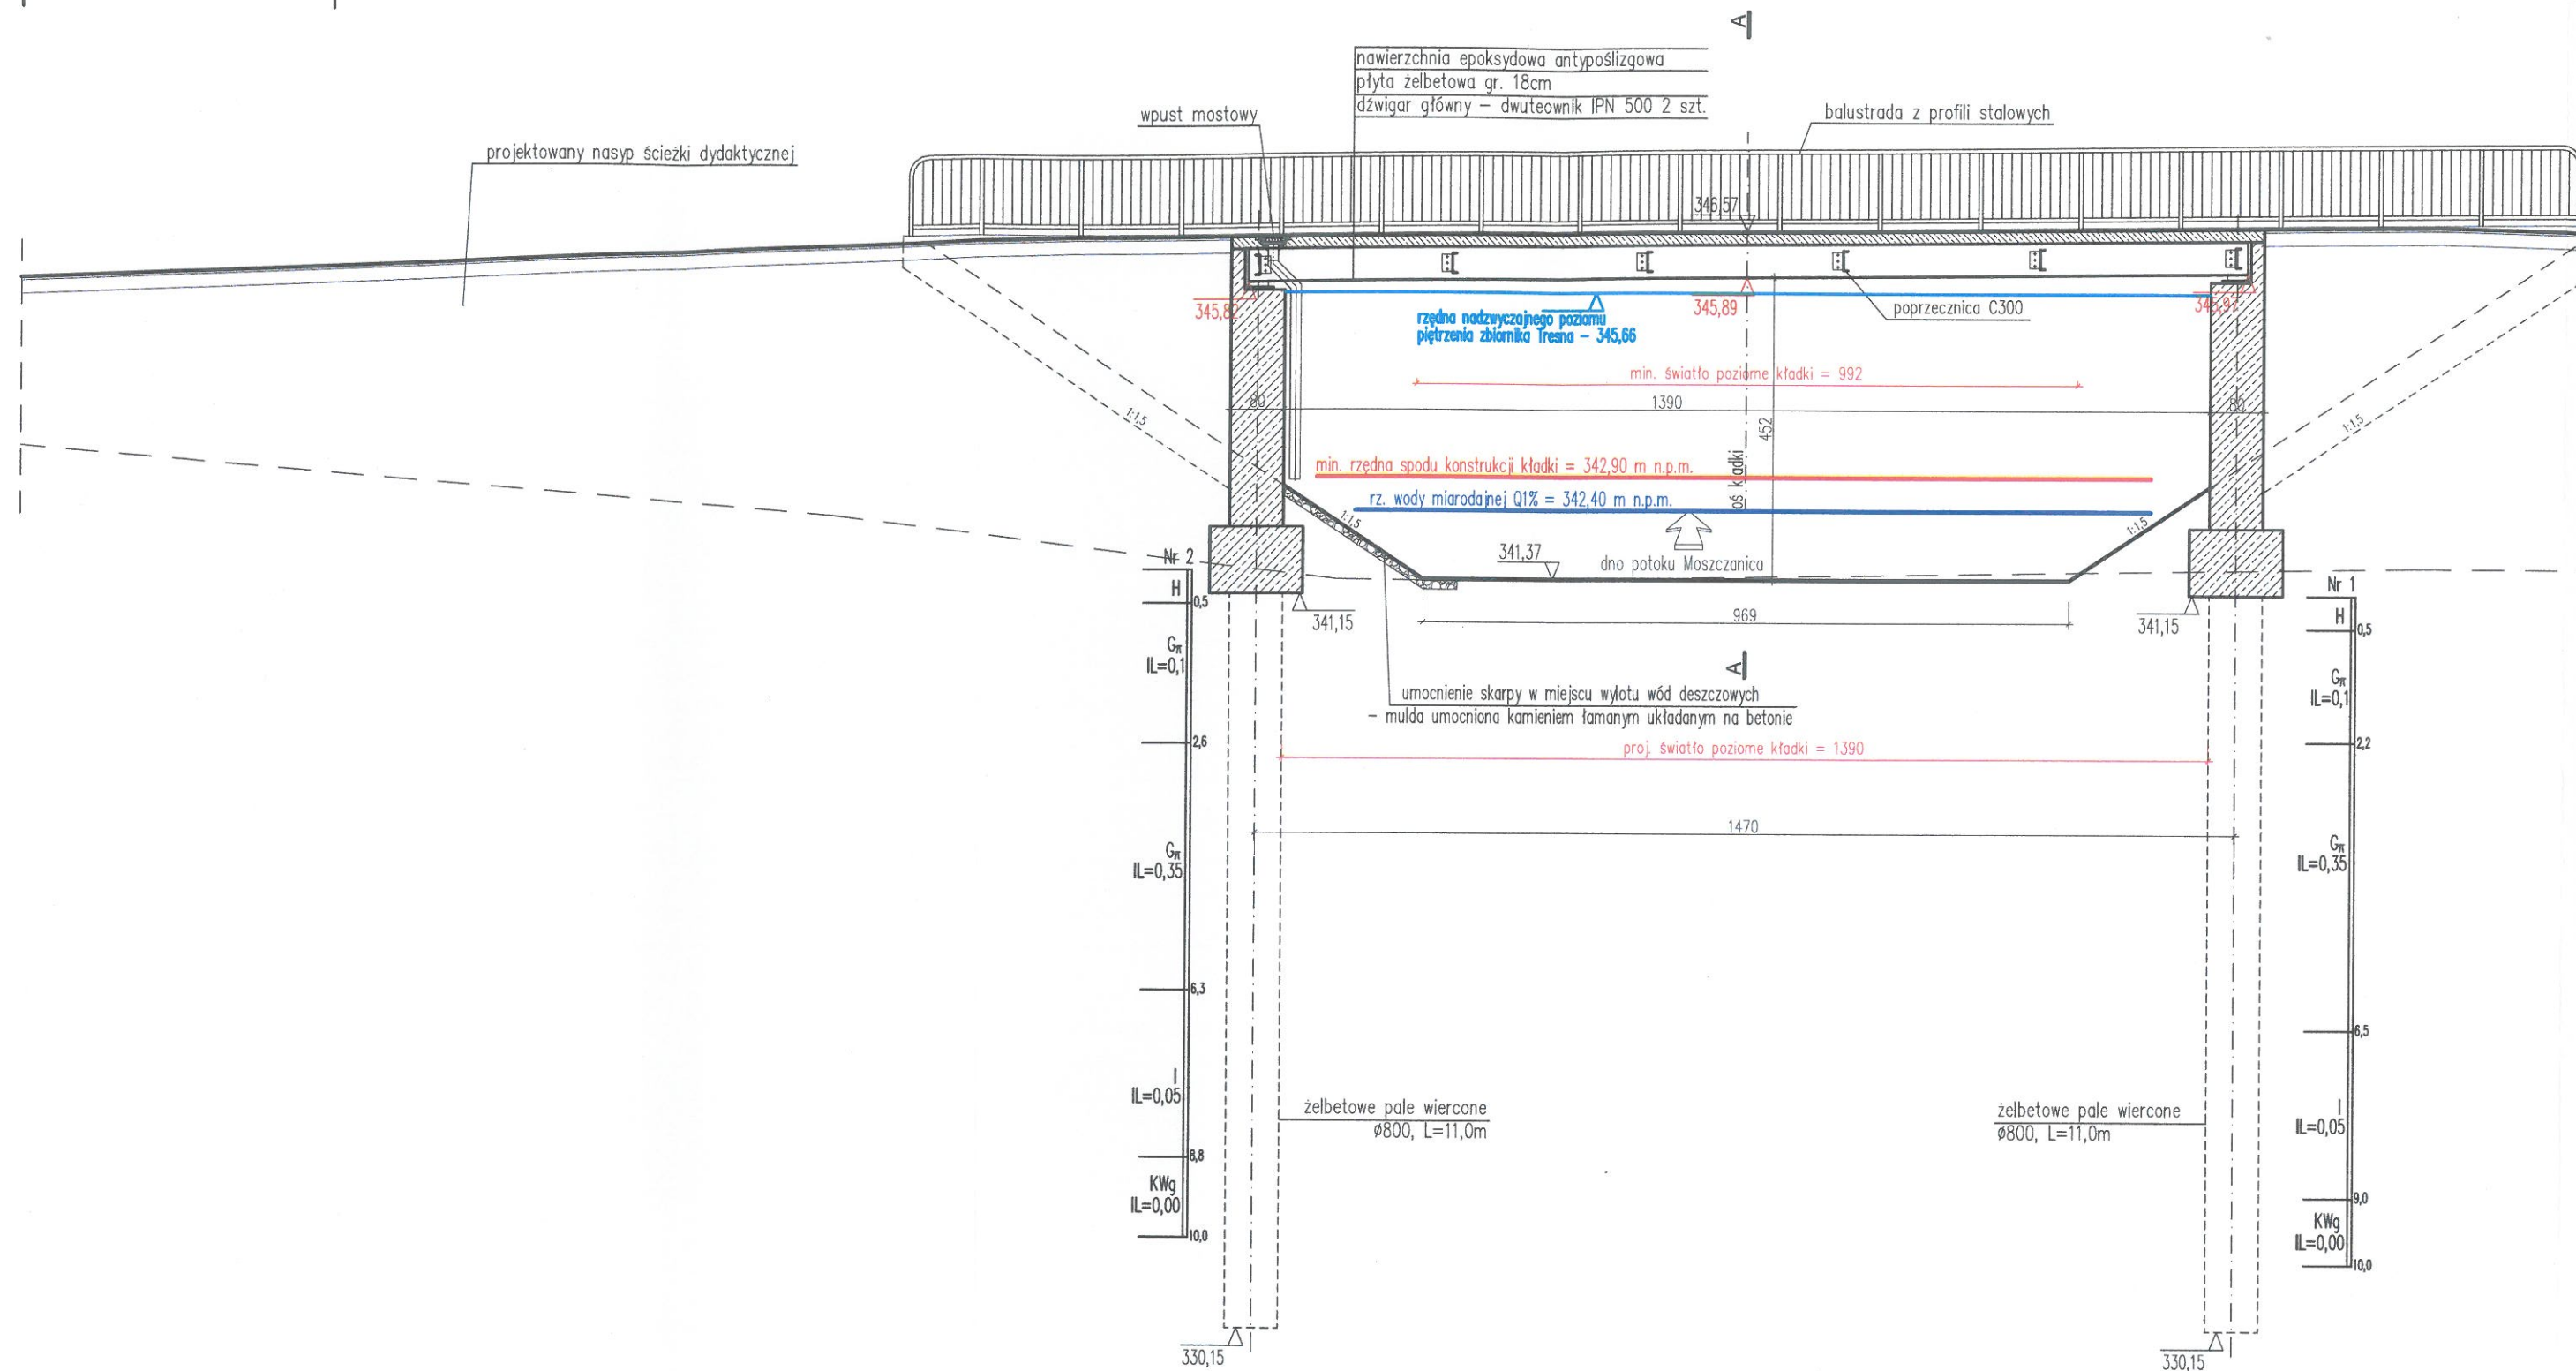 A
nawierzchnia epoksydowa antypoślizgowa
płyta żelbetowa gr. 18cm
dźwigar główny – dwuteownik IPN 500 2 szt.
wpust mostowy
balustrada z profili stalowych
projektowany nasyp ścieżki dydaktycznej
346,57
345,82
345,89
poprzecznica C300
rzędna nadzwyczajnego poziomu
piętrzenia zbiornika Tresna – 345,66
min. światło poziome kładki = 992
80
1390
80
1:1,5
1:1,5
452
oś kładki
min. rzędna spodu konstrukcji kładki = 342,90 m n.p.m.
rz. wody miarodajnej Q1% = 342,40 m n.p.m.
1:1,5
1:1,5
341,37
dno potoku Moszczanica
Nr 2
H
0,5
Gπ
IL=0,1
2,6
Gπ
IL=0,35
6,3
I
IL=0,05
8,8
KWg
IL=0,00
10,0
341,15
969
341,15
A
umocnienie skarpy w miejscu wylotu wód deszczowych
– mulda umocniona kamieniem łamanym układanym na betonie
proj. światło poziome kładki = 1390
1470
żelbetowe pale wiercone
ø800, L=11,0m
żelbetowe pale wiercone
ø800, L=11,0m
Nr 1
H
0,5
Gπ
IL=0,1
2,2
Gπ
IL=0,35
6,5
I
IL=0,05
9,0
KWg
IL=0,00
10,0
330,15
330,15